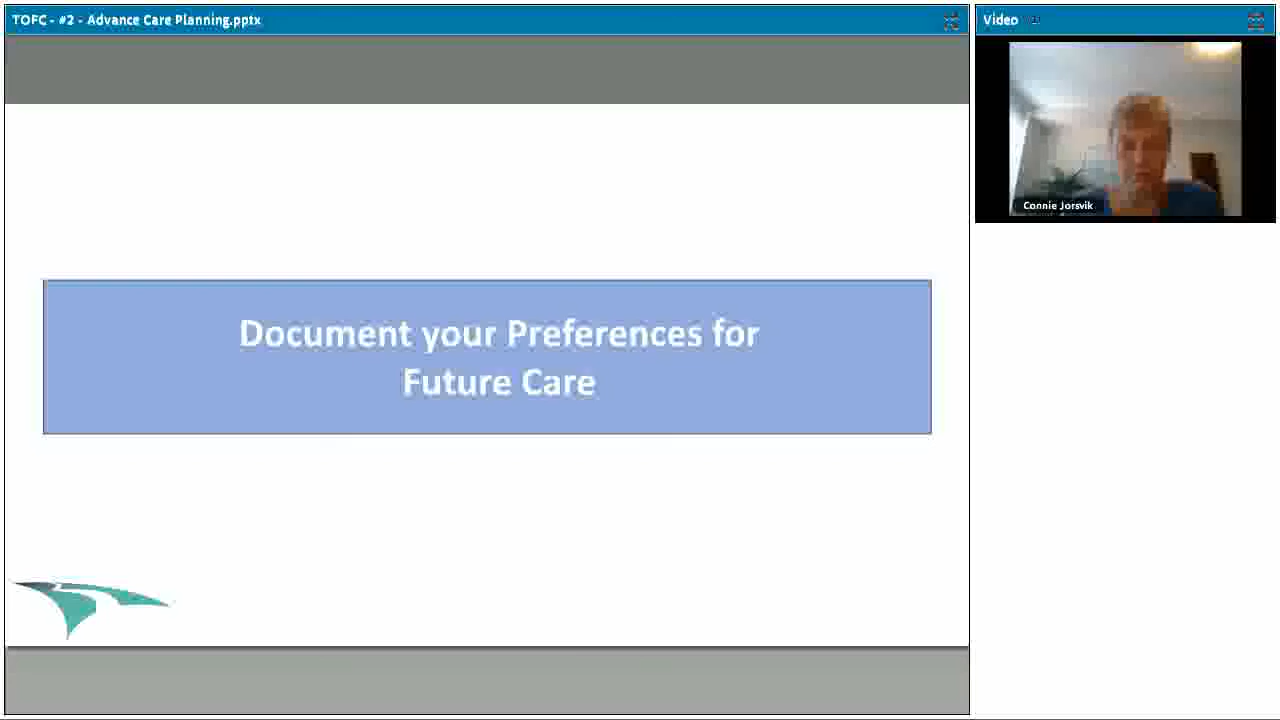 TOFC - #2 - Advance Care Planning.pptx
Video
Connie Jorsvik
Document your Preferences for
Future Care